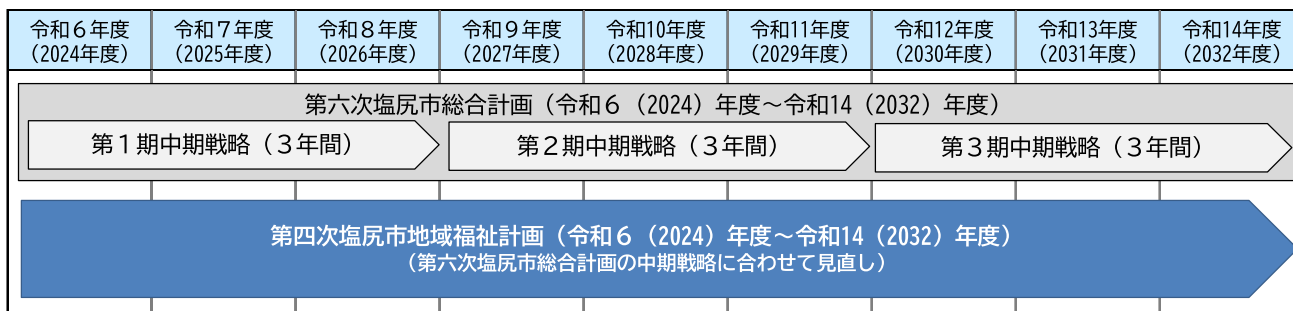 令和６年度 令和７年度 令和８年度 令和９年度 令和10年度 令和11年度 令和12年度 令和13年度 令和14年度
（2024年度） （2025年度） （2026年度） （2027年度） （2028年度） （2029年度） （2030年度） （2031年度） （2032年度）
第六次塩尻市総合計画（令和６（2024）年度～令和14（2032）年度）
第１期中期戦略（３年間） 第２期中期戦略（３年間） 第３期中期戦略（３年間）
第四次塩尻市地域福祉計画（令和６（2024）年度～令和14（2032）年度）
（第六次塩尻市総合計画の中期戦略に合わせて見直し）